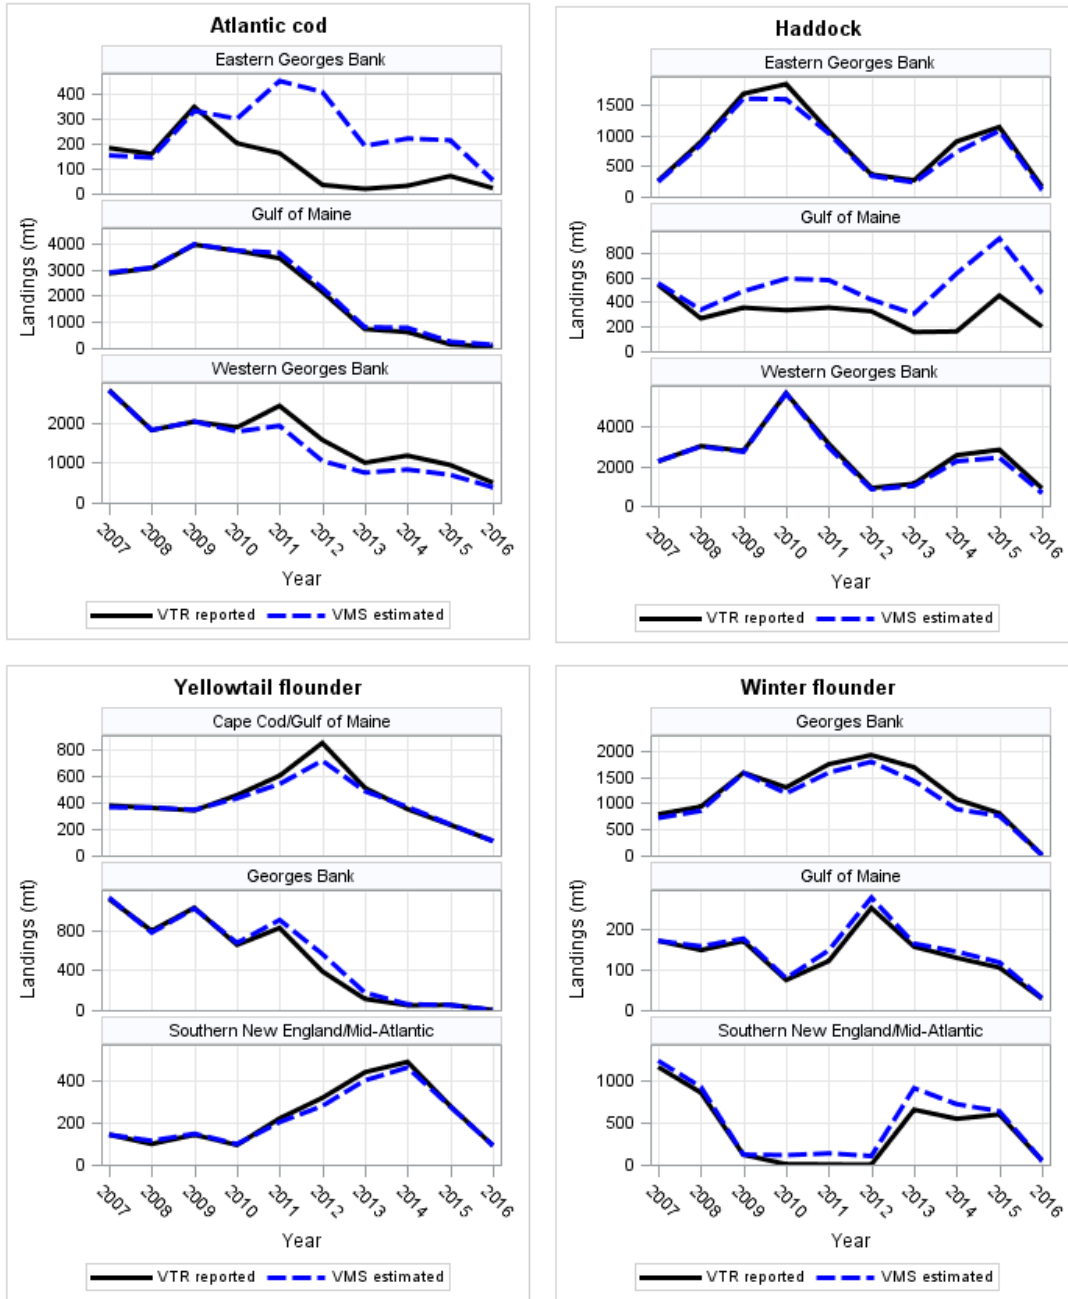 Atlantic cod
Eastern Georges Bank
400
300
200
100
0
Gulf of Maine
4000
3000
2000
1000
0
Western Georges Bank
2000
1000
0
Landings (mt)
2007 2008 2009 2010 2011 2012 2013 2014 2015 2016
Year
VTR reported VMS estimated
Haddock
Eastern Georges Bank
1500
1000
500
0
Gulf of Maine
800
600
400
200
0
Western Georges Bank
4000
2000
0
Landings (mt)
2007 2008 2009 2010 2011 2012 2013 2014 2015 2016
Year
VTR reported VMS estimated
Yellowtail flounder
Cape Cod/Gulf of Maine
800
600
400
200
0
Georges Bank
800
400
0
Southern New England/Mid-Atlantic
400
200
0
Landings (mt)
2007 2008 2009 2010 2011 2012 2013 2014 2015 2016
Year
VTR reported VMS estimated
Winter flounder
Georges Bank
2000
1500
1000
500
0
Gulf of Maine
200
100
0
Southern New England/Mid-Atlantic
1000
500
0
Landings (mt)
2007 2008 2009 2010 2011 2012 2013 2014 2015 2016
Year
VTR reported VMS estimated